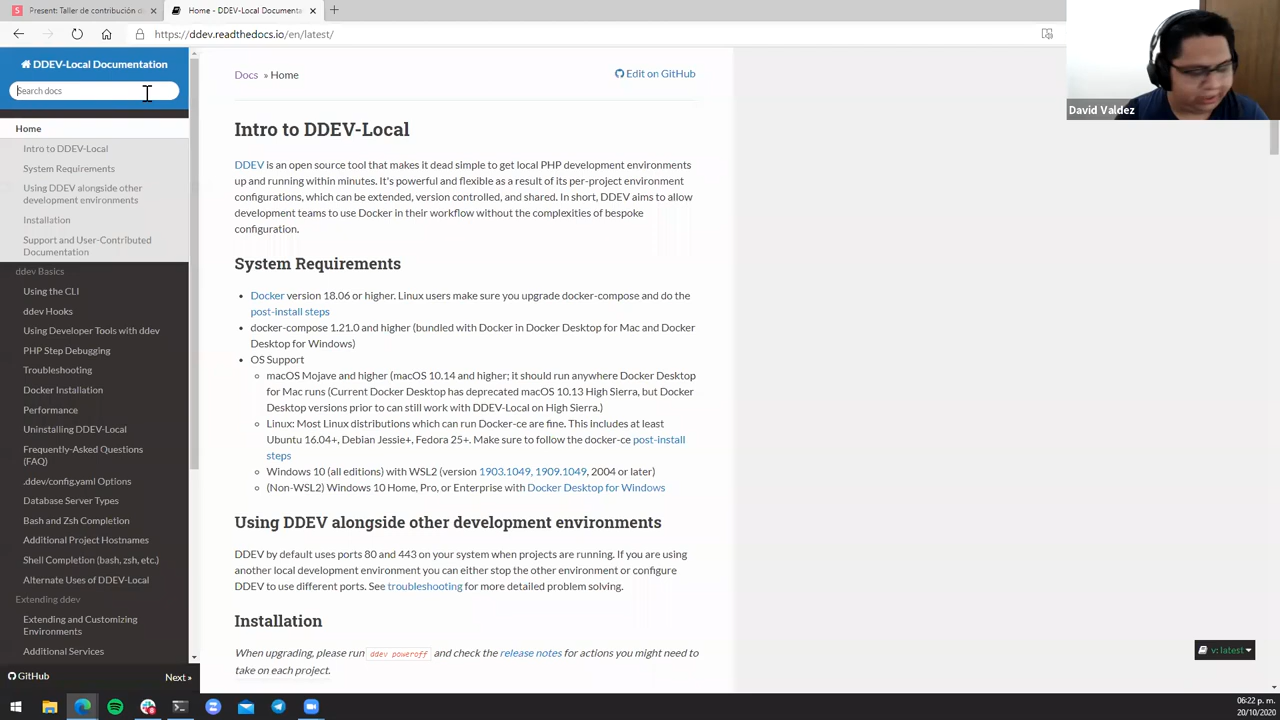 Present: Taller de contribución d
Home - DDEV-Local Documenta
https://ddev.readthedocs.io/en/latest/
David Valdez
DDEV-Local Documentation
Search docs
Home
Intro to DDEV-Local
System Requirements
Using DDEV alongside other
development environments
Installation
Support and User-Contributed
Documentation
ddev Basics
Using the CLI
ddev Hooks
Using Developer Tools with ddev
PHP Step Debugging
Troubleshooting
Docker Installation
Performance
Uninstalling DDEV-Local
Frequently-Asked Questions
(FAQ)
.ddev/config.yaml Options
Database Server Types
Bash and Zsh Completion
Additional Project Hostnames
Shell Completion (bash, zsh, etc.)
Alternate Uses of DDEV-Local
Extending ddev
Extending and Customizing
Environments
Additional Services
GitHub
Next »
Docs » Home
Edit on GitHub
Intro to DDEV-Local
DDEV is an open source tool that makes it dead simple to get local PHP development environments
up and running within minutes. It's powerful and flexible as a result of its per-project environment
configurations, which can be extended, version controlled, and shared. In short, DDEV aims to allow
development teams to use Docker in their workflow without the complexities of bespoke
configuration.
System Requirements
• Docker version 18.06 or higher. Linux users make sure you upgrade docker-compose and do the
post-install steps
• docker-compose 1.21.0 and higher (bundled with Docker in Docker Desktop for Mac and Docker
Desktop for Windows)
• OS Support
◦ macOS Mojave and higher (macOS 10.14 and higher; it should run anywhere Docker Desktop
for Mac runs (Current Docker Desktop has deprecated macOS 10.13 High Sierra, but Docker
Desktop versions prior to can still work with DDEV-Local on High Sierra.)
◦ Linux: Most Linux distributions which can run Docker-ce are fine. This includes at least
Ubuntu 16.04+, Debian Jessie+, Fedora 25+. Make sure to follow the docker-ce post-install
steps
◦ Windows 10 (all editions) with WSL2 (version 1903.1049, 1909.1049, 2004 or later)
◦ (Non-WSL2) Windows 10 Home, Pro, or Enterprise with Docker Desktop for Windows
Using DDEV alongside other development environments
DDEV by default uses ports 80 and 443 on your system when projects are running. If you are using
another local development environment you can either stop the other environment or configure
DDEV to use different ports. See troubleshooting for more detailed problem solving.
Installation
When upgrading, please run ddev poweroff and check the release notes for actions you might need to
take on each project.
v: latest
06:22 p. m.
20/10/2020